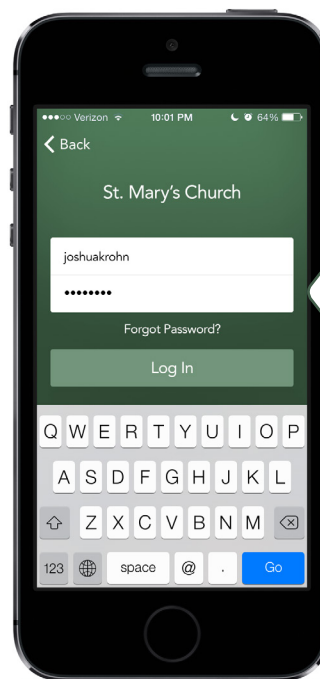 Verizon 10:01 PM 64%
Back
St. Mary's Church
joshuakrohn
••••••••
Forgot Password?
Log In
Q W E R T Y U I O P
A S D F G H J K L
Z X C V B N M
123 space @ . Go